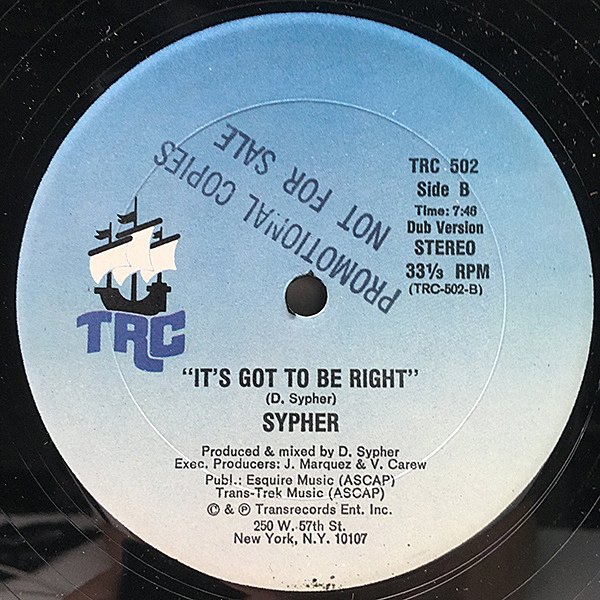 PROMOTIONAL COPIES
NOT FOR SALE
TRC 502
Side B
Time: 7:46
Dub Version
STEREO
33⅓ RPM
(TRC-502-B)
TRC
"IT'S GOT TO BE RIGHT"
(D. Sypher)
SYPHER
Produced & mixed by D. Sypher
Exec. Producers: J. Marquez & V. Carew
Publ.: Esquire Music (ASCAP)
Trans-Trek Music (ASCAP)
© & ℗ Transrecords Ent. Inc.
250 W. 57th St.
New York, N.Y. 10107